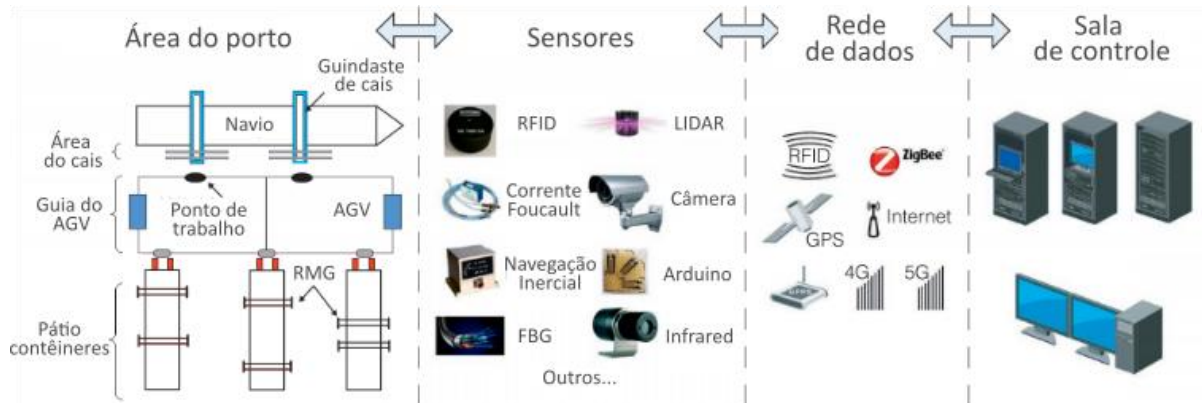 Área do porto
Sensores
Rede
de dados
Sala
de controle
Guindaste
de cais
Navio
Área
do cais
Guia do
AGV
Ponto de
trabalho
AGV
RMG
Pátio
contêineres
RFID
LIDAR
Corrente
Foucault
Câmera
Navegação
Inercial
Arduino
FBG
Infrared
Outros...
RFID
ZigBee
GPS
Internet
4G
5G